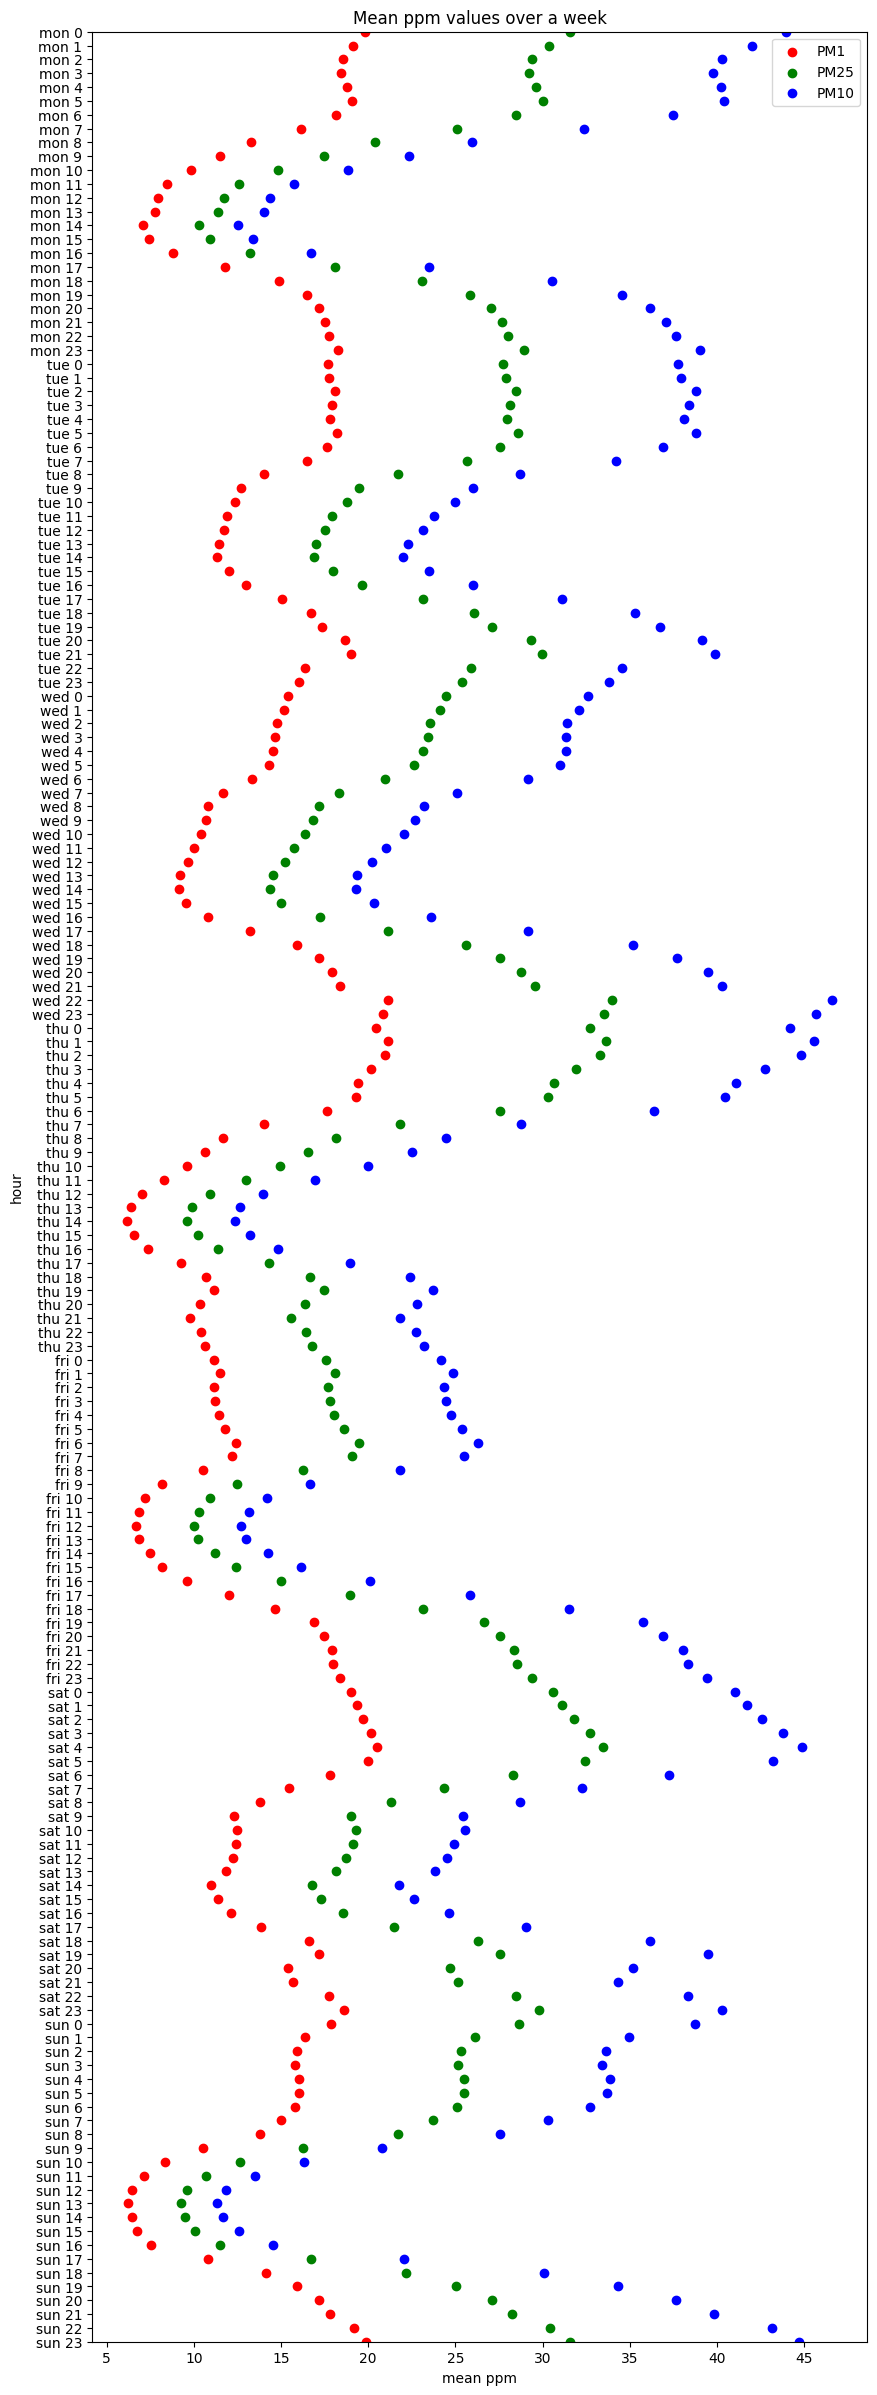 Mean ppm values over a week
PM1
PM25
PM10
mon 0
mon 1
mon 2
mon 3
mon 4
mon 5
mon 6
mon 7
mon 8
mon 9
mon 10
mon 11
mon 12
mon 13
mon 14
mon 15
mon 16
mon 17
mon 18
mon 19
mon 20
mon 21
mon 22
mon 23
tue 0
tue 1
tue 2
tue 3
tue 4
tue 5
tue 6
tue 7
tue 8
tue 9
tue 10
tue 11
tue 12
tue 13
tue 14
tue 15
tue 16
tue 17
tue 18
tue 19
tue 20
tue 21
tue 22
tue 23
wed 0
wed 1
wed 2
wed 3
wed 4
wed 5
wed 6
wed 7
wed 8
wed 9
wed 10
wed 11
wed 12
wed 13
wed 14
wed 15
wed 16
wed 17
wed 18
wed 19
wed 20
wed 21
wed 22
wed 23
thu 0
thu 1
thu 2
thu 3
thu 4
thu 5
thu 6
thu 7
thu 8
thu 9
thu 10
thu 11
thu 12
thu 13
thu 14
thu 15
thu 16
thu 17
thu 18
thu 19
thu 20
thu 21
thu 22
thu 23
fri 0
fri 1
fri 2
fri 3
fri 4
fri 5
fri 6
fri 7
fri 8
fri 9
fri 10
fri 11
fri 12
fri 13
fri 14
fri 15
fri 16
fri 17
fri 18
fri 19
fri 20
fri 21
fri 22
fri 23
sat 0
sat 1
sat 2
sat 3
sat 4
sat 5
sat 6
sat 7
sat 8
sat 9
sat 10
sat 11
sat 12
sat 13
sat 14
sat 15
sat 16
sat 17
sat 18
sat 19
sat 20
sat 21
sat 22
sat 23
sun 0
sun 1
sun 2
sun 3
sun 4
sun 5
sun 6
sun 7
sun 8
sun 9
sun 10
sun 11
sun 12
sun 13
sun 14
sun 15
sun 16
sun 17
sun 18
sun 19
sun 20
sun 21
sun 22
sun 23
hour
5 10 15 20 25 30 35 40 45
mean ppm